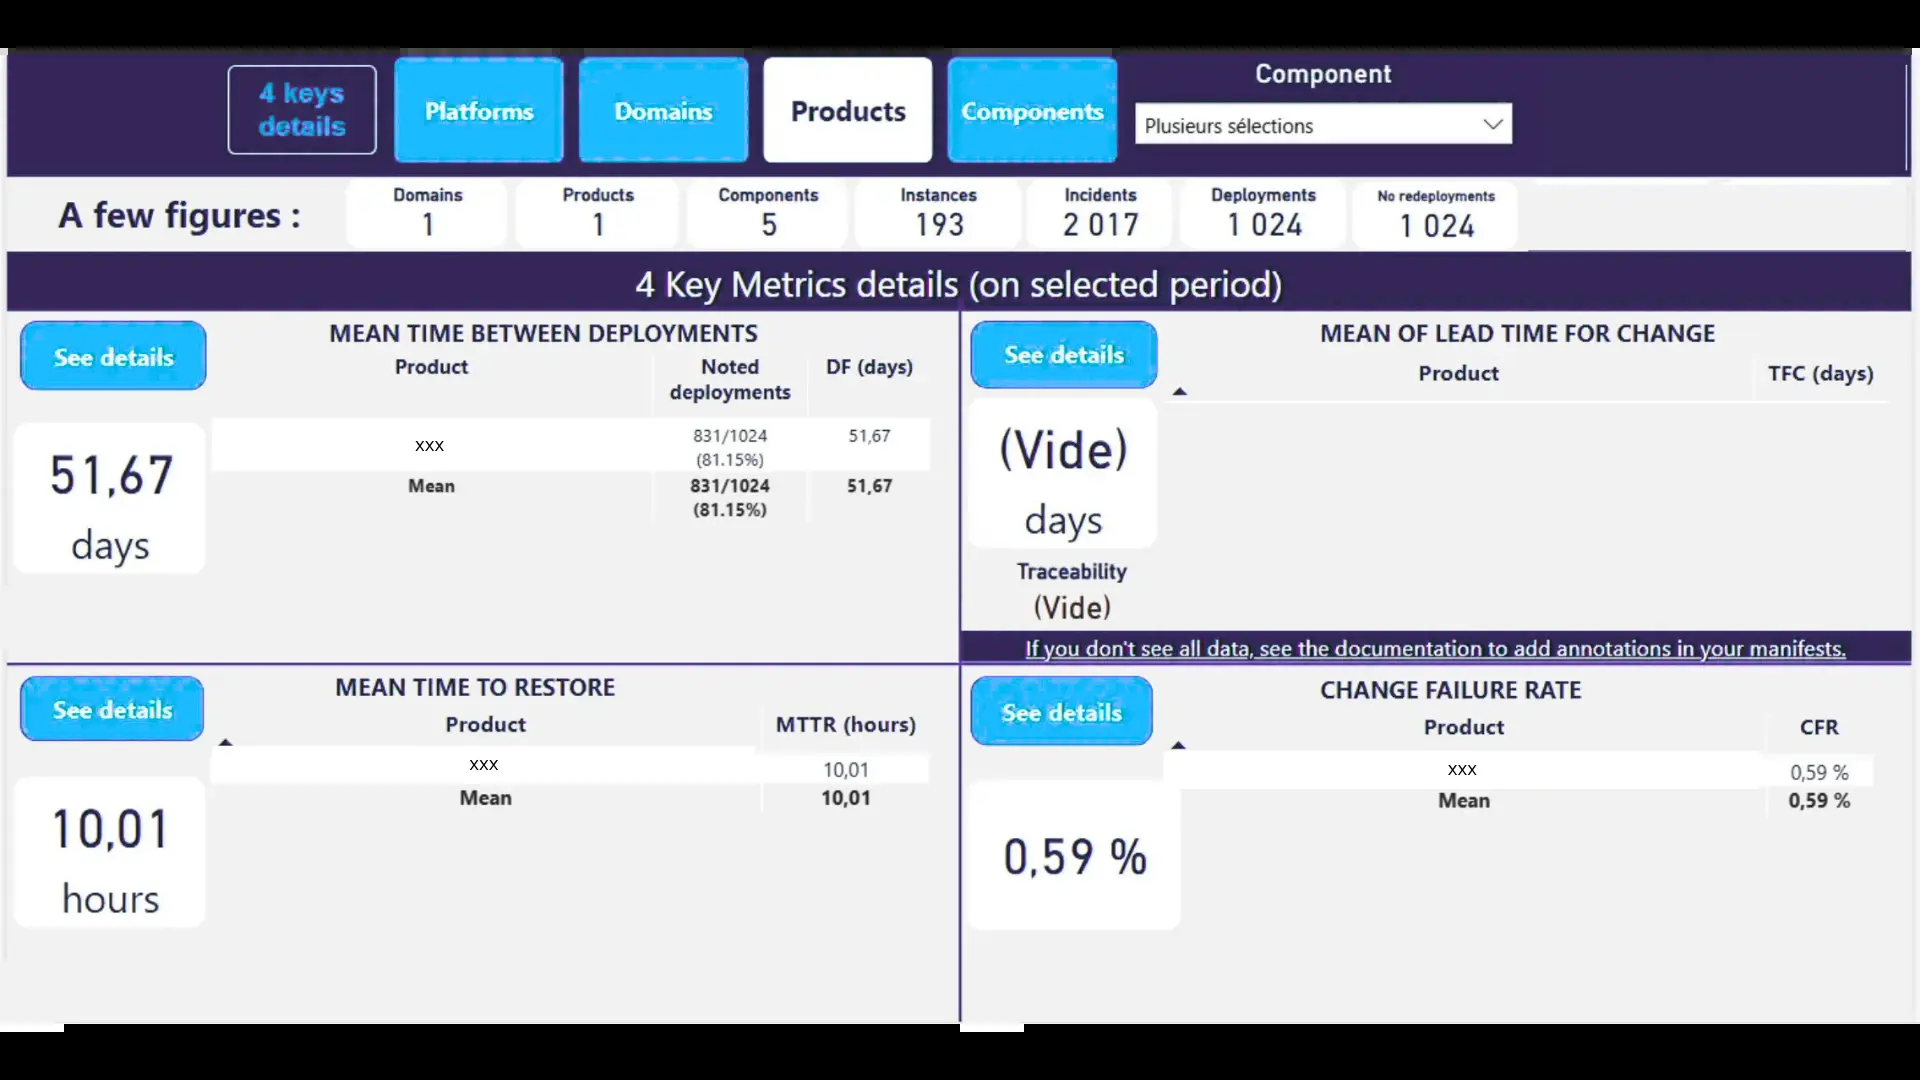 4 keys
details
Platforms
Domains
Products
Components
Component
Plusieurs sélections
A few figures :
Domains
1
Products
1
Components
5
Instances
193
Incidents
2 017
Deployments
1 024
No redeployments
1 024
4 Key Metrics details (on selected period)
See details
MEAN TIME BETWEEN DEPLOYMENTS
Product
Noted
deployments
DF (days)
xxx
831/1024
(81.15%)
51,67
Mean
831/1024
(81.15%)
51,67
51,67
days
See details
MEAN OF LEAD TIME FOR CHANGE
Product
TFC (days)
(Vide)
days
Traceability
(Vide)
If you don't see all data, see the documentation to add annotations in your manifests.
See details
MEAN TIME TO RESTORE
Product
MTTR (hours)
xxx
10,01
Mean
10,01
10,01
hours
See details
CHANGE FAILURE RATE
Product
CFR
xxx
0,59 %
Mean
0,59 %
0,59 %